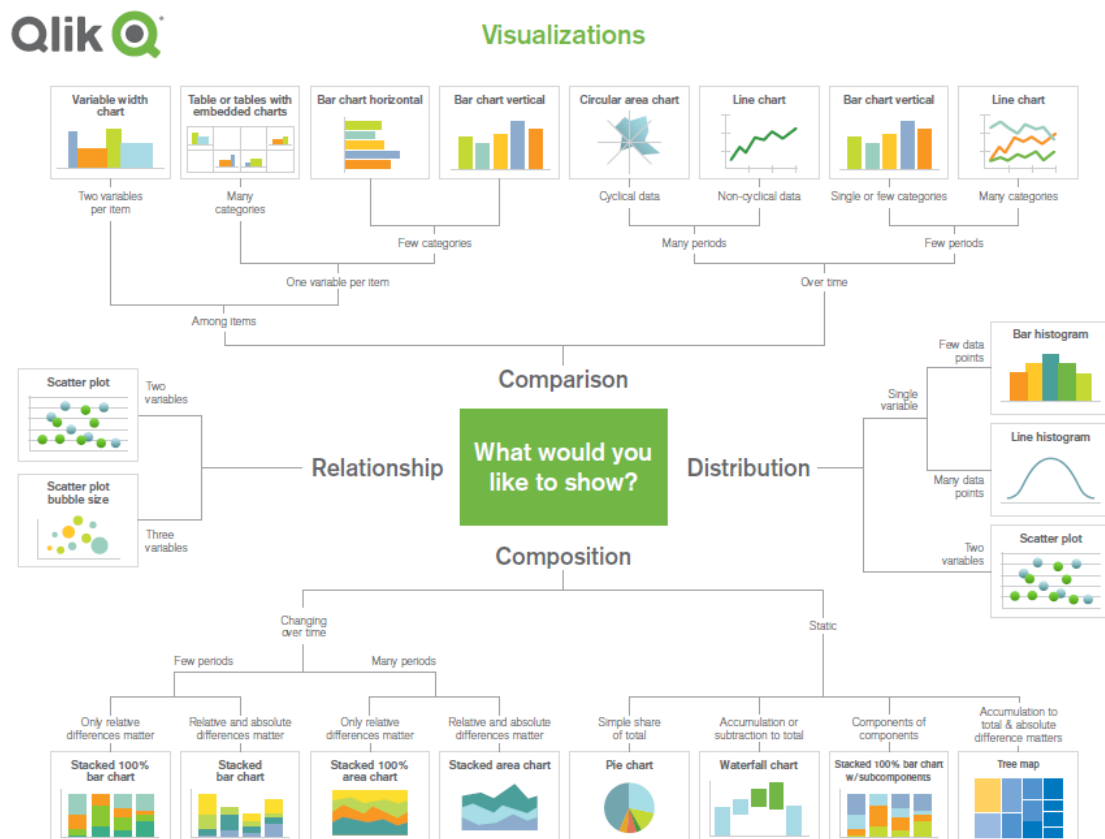 Qlik
Visualizations
Variable width
chart
Table or tables with
embedded charts
Bar chart horizontal
Bar chart vertical
Circular area chart
Line chart
Bar chart vertical
Line chart
Two variables
per item
Many
categories
Cyclical data
Non-cyclical data
Single or few categories
Many categories
Few categories
Many periods
Few periods
One variable per item
Over time
Among items
Comparison
Scatter plot
Two
variables
Scatter plot
bubble size
Three
variables
Relationship
What would you
like to show?
Distribution
Single
variable
Few data
points
Bar histogram
Many data
points
Line histogram
Two
variables
Scatter plot
Composition
Changing
over time
Static
Few periods
Many periods
Only relative
differences matter
Relative and absolute
differences matter
Only relative
differences matter
Relative and absolute
differences matter
Simple share
of total
Accumulation or
subtraction to total
Components of
components
Accumulation to
total & absolute
difference matters
Stacked 100%
bar chart
Stacked
bar chart
Stacked 100%
area chart
Stacked area chart
Pie chart
Waterfall chart
Stacked 100% bar chart
w/subcomponents
Tree map